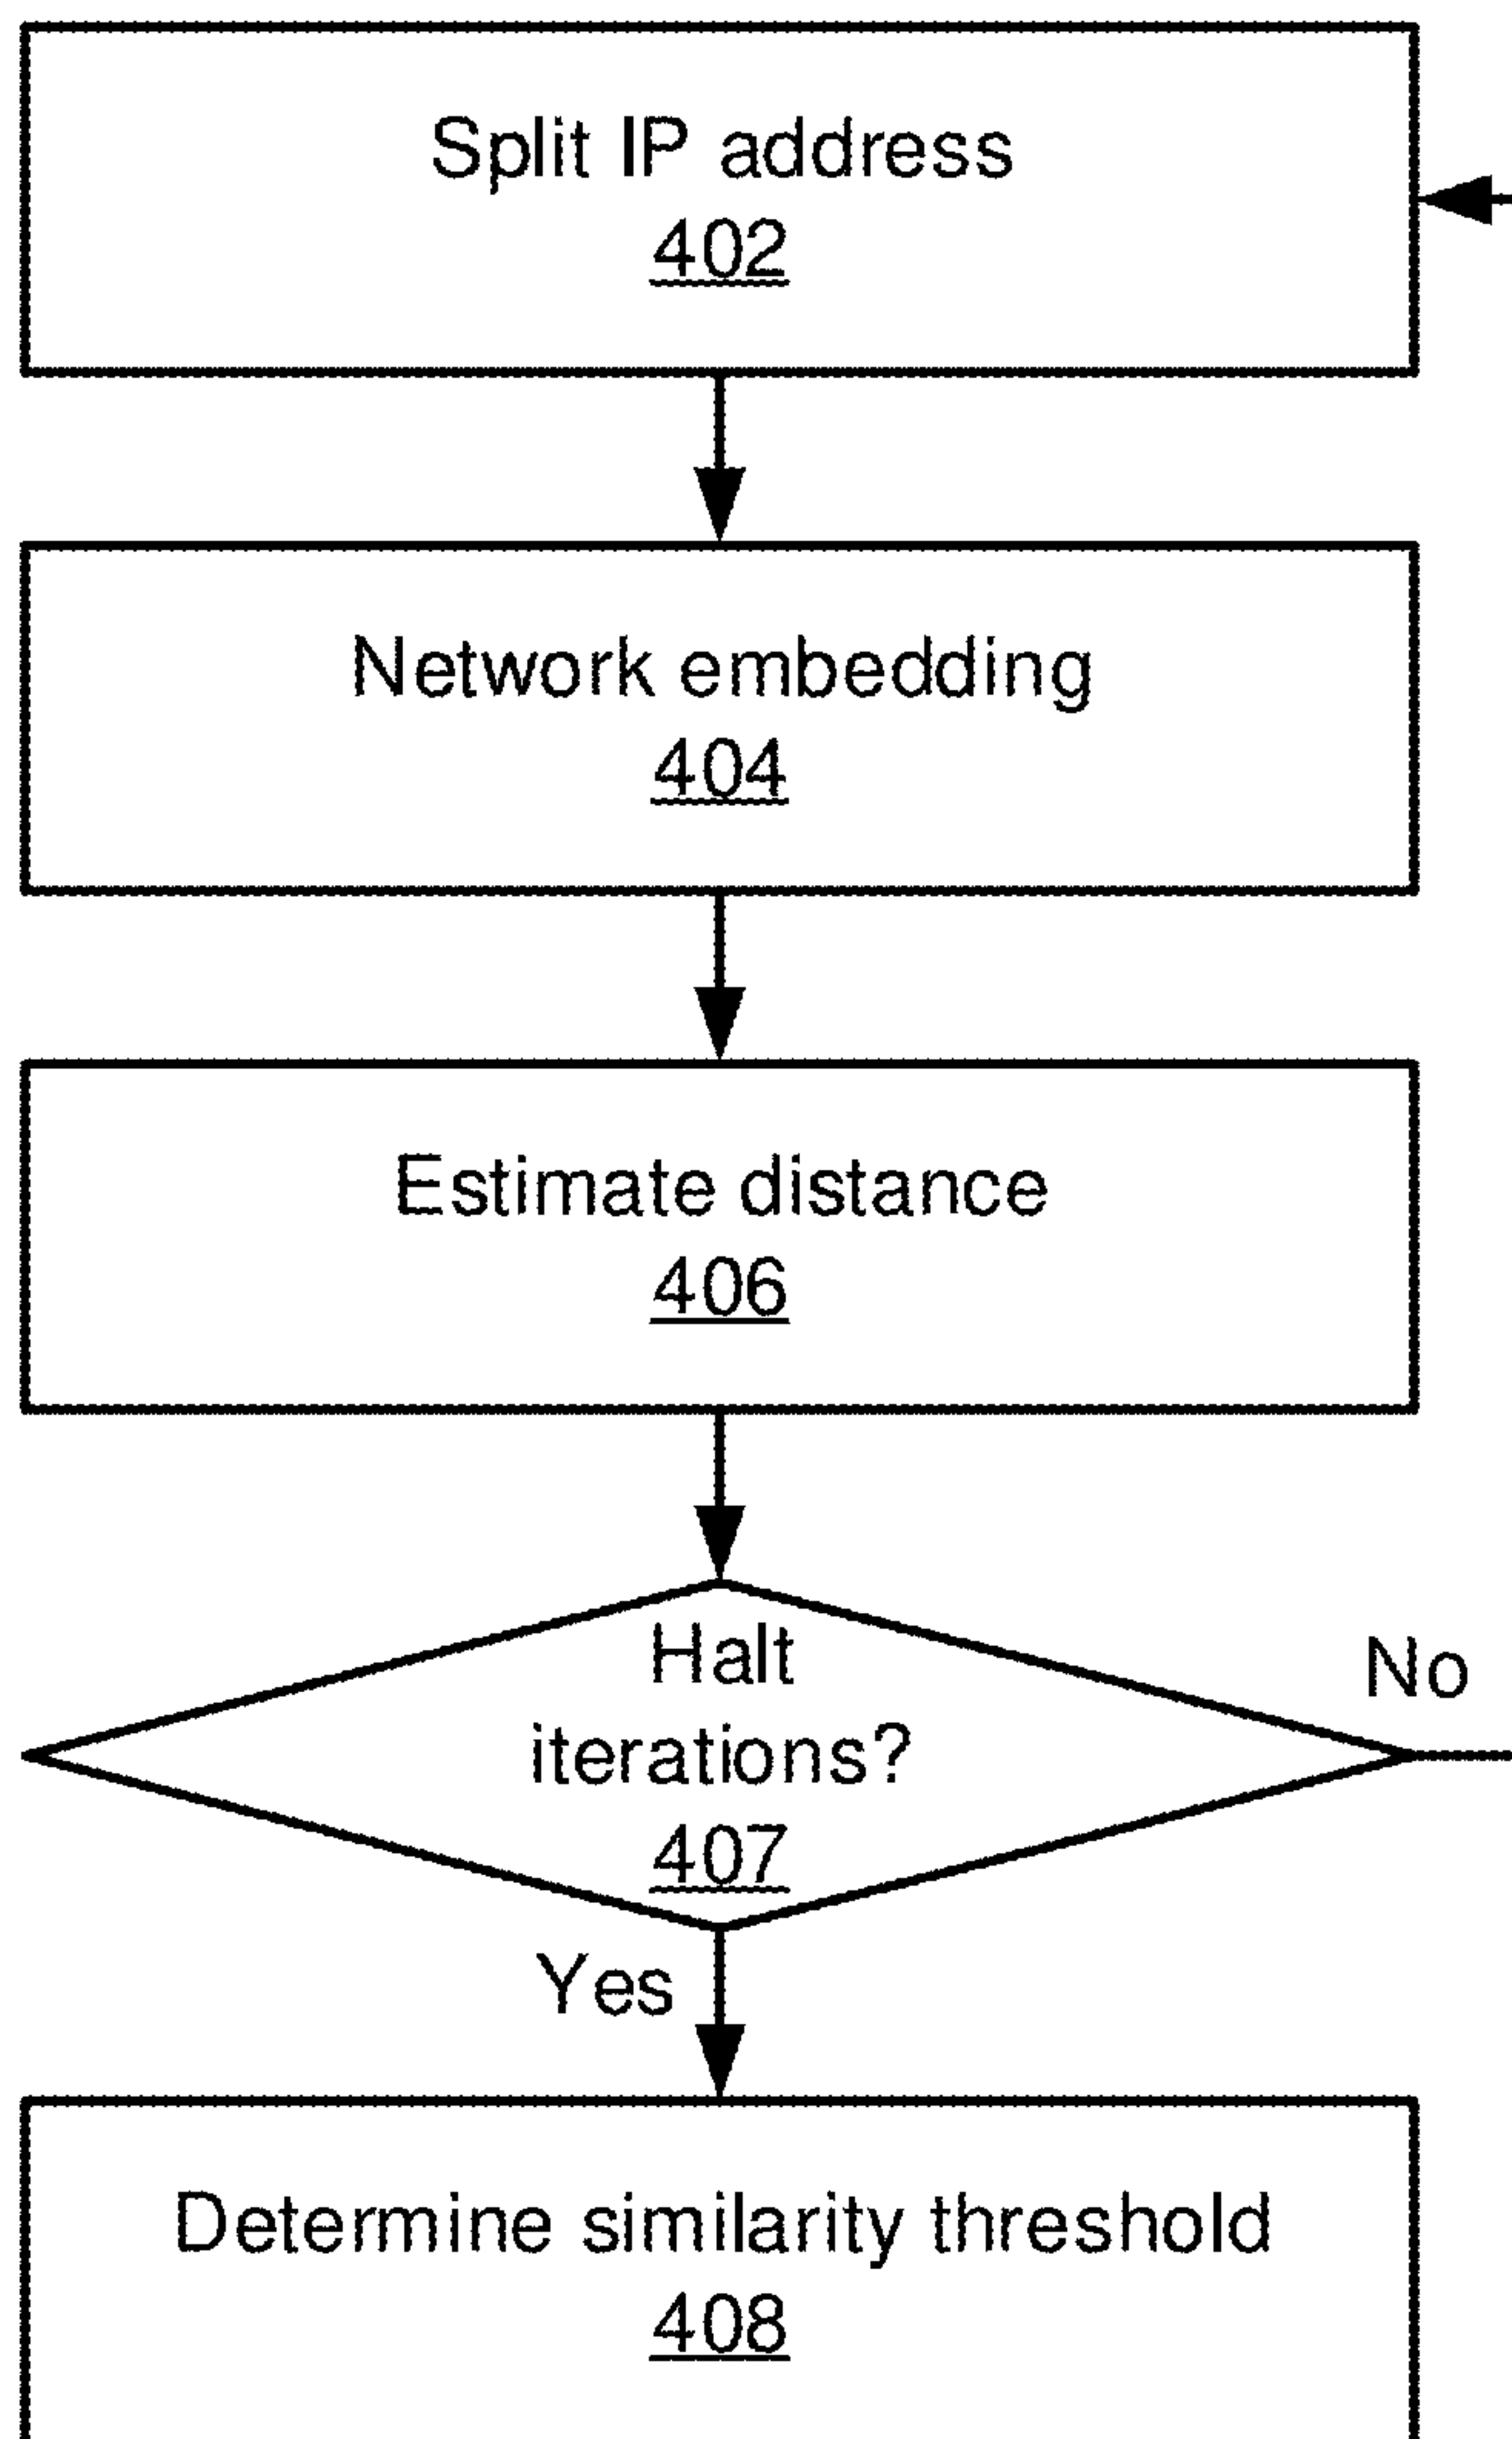 Split IP address
402
Network embedding
404
Estimate distance
406
Halt
iterations?
407
No
Yes
Determine similarity threshold
408